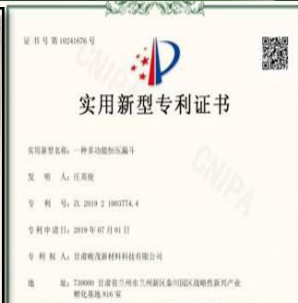 证书号第10241676号
实用新型专利证书
实用新型名称：一种多功能恒压漏斗
发 明 人：庄英俊
专 利 号：ZL 2019 2 1003774.4
专利申请日：2019年07月01日
专 利 权 人：甘肃皓茂新材料科技有限公司
地 址：730000 甘肃省兰州市兰州新区秦川园区战略性新兴产业
孵化基地816室
CNIPA
CNIPA